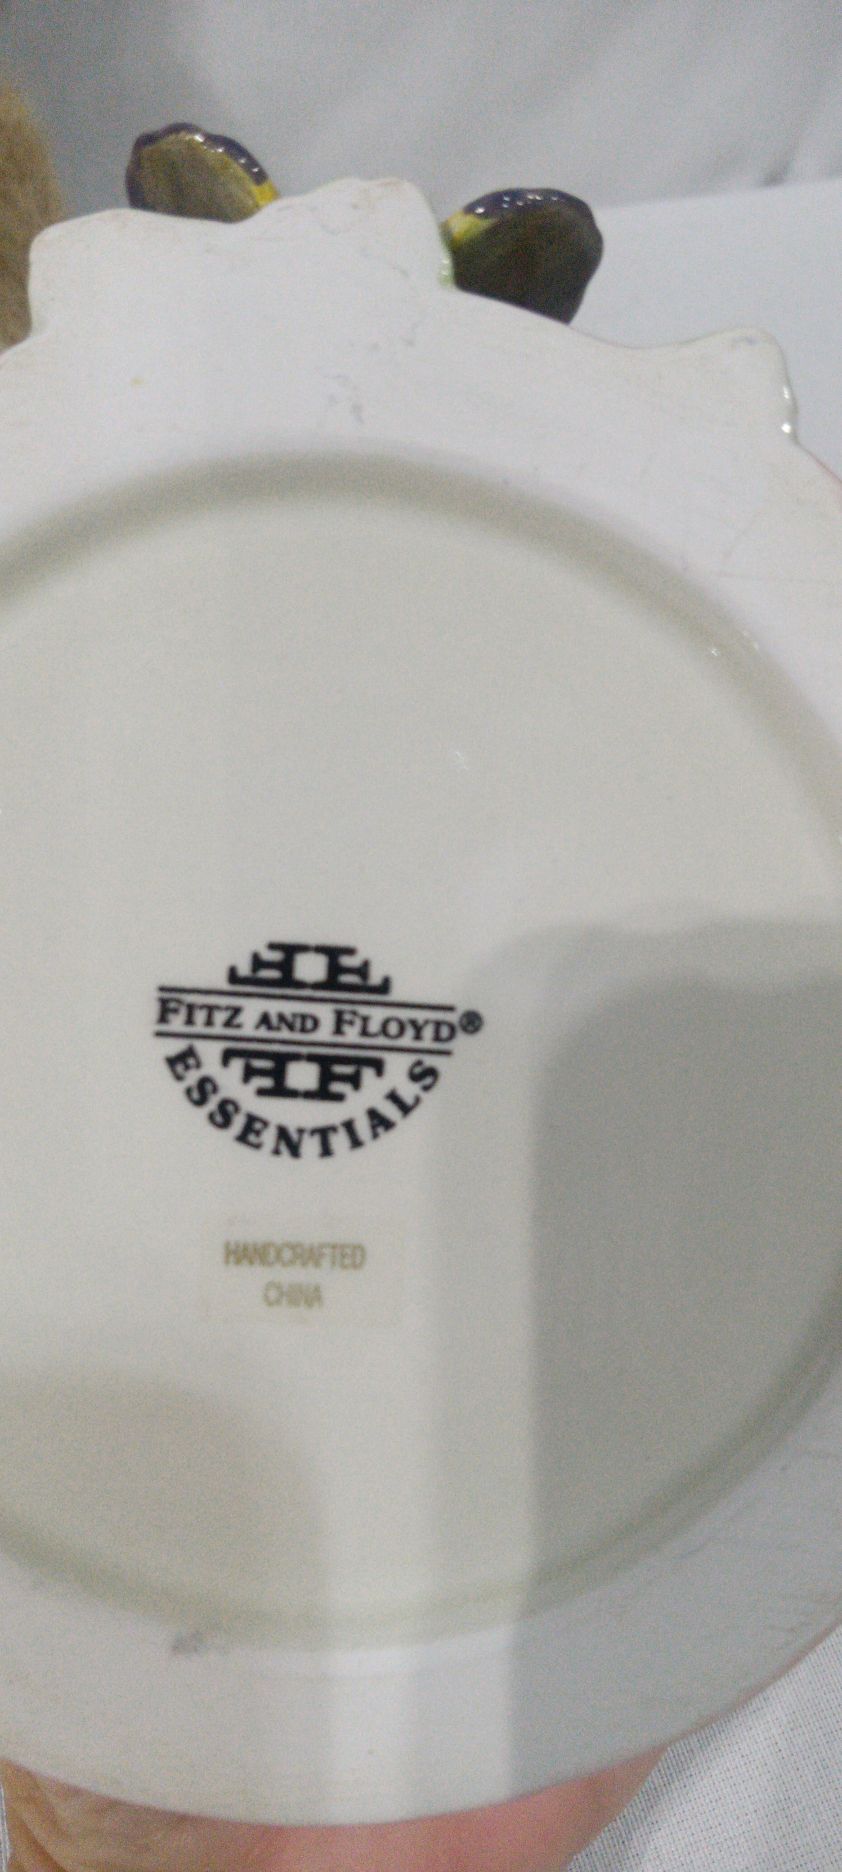 FITZ AND FLOYD®
ESSENTIALS
HANDCRAFTED
CHINA